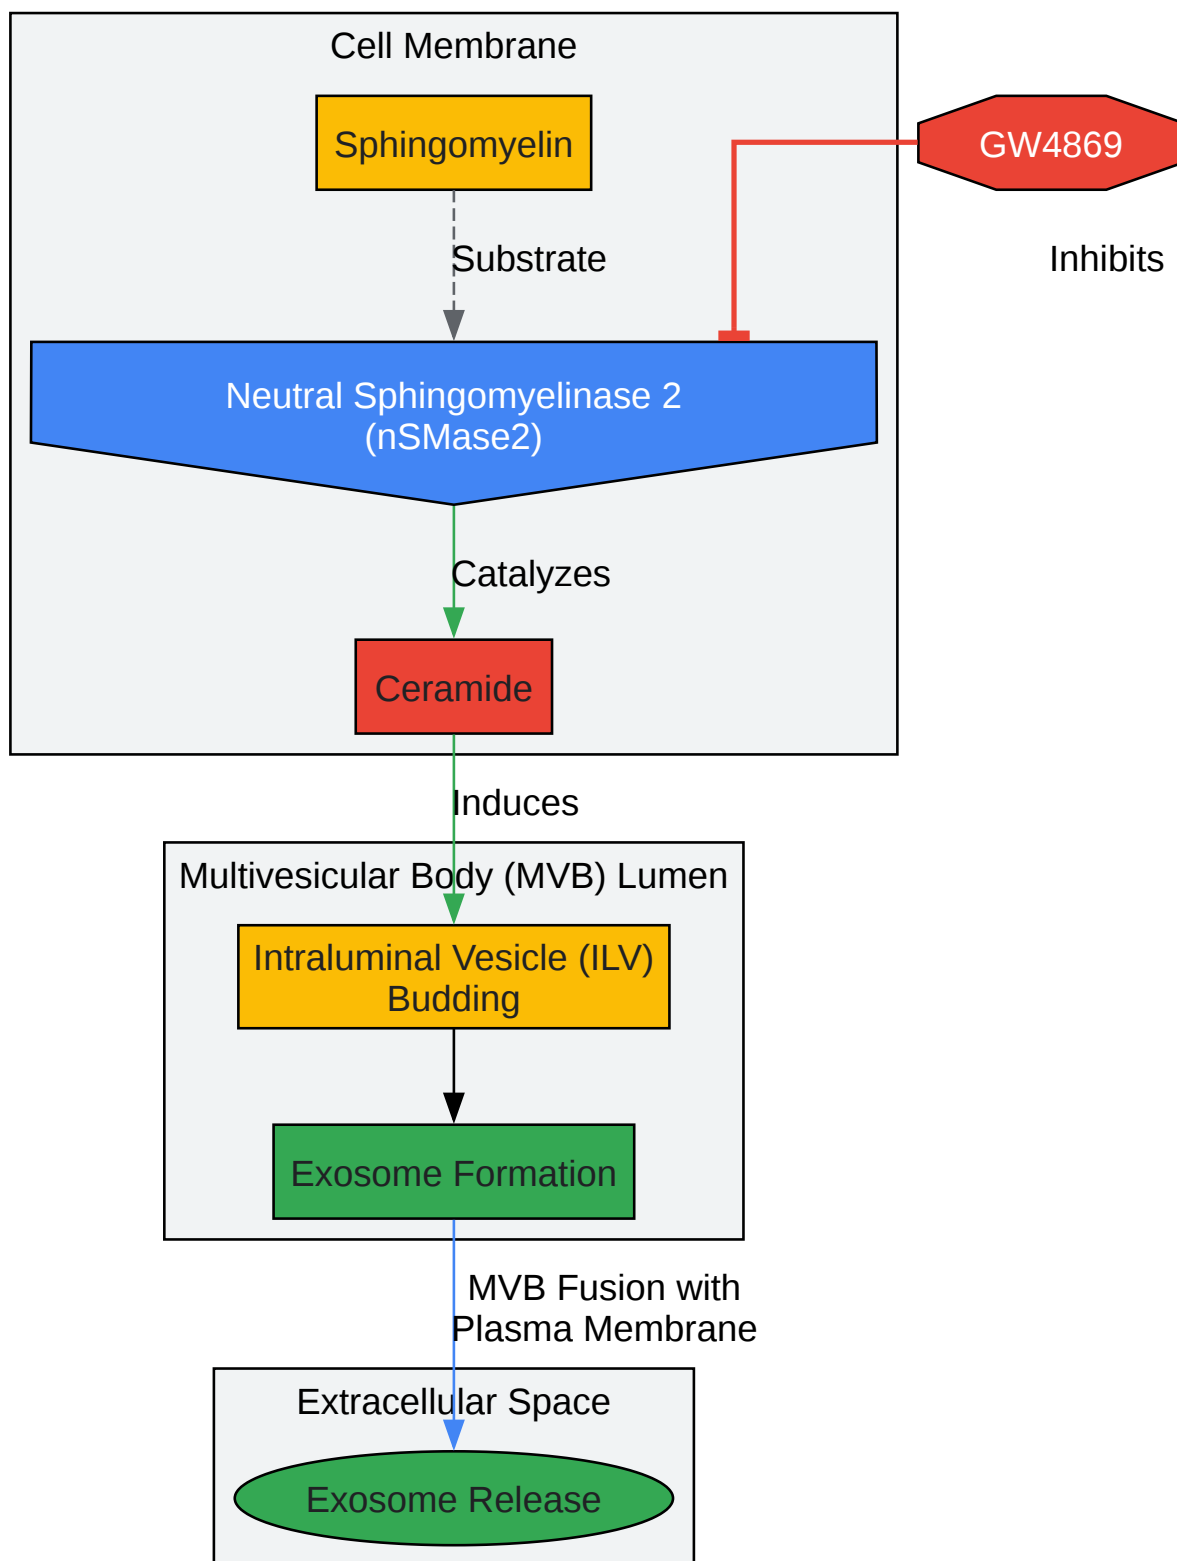 Cell Membrane
Sphingomyelin
GW4869
Substrate
Inhibits
Neutral Sphingomyelinase 2
(nSMase2)
Catalyzes
Ceramide
Induces
Multivesicular Body (MVB) Lumen
Intraluminal Vesicle (ILV)
Budding
Exosome Formation
MVB Fusion with
Plasma Membrane
Extracellular Space
Exosome Release